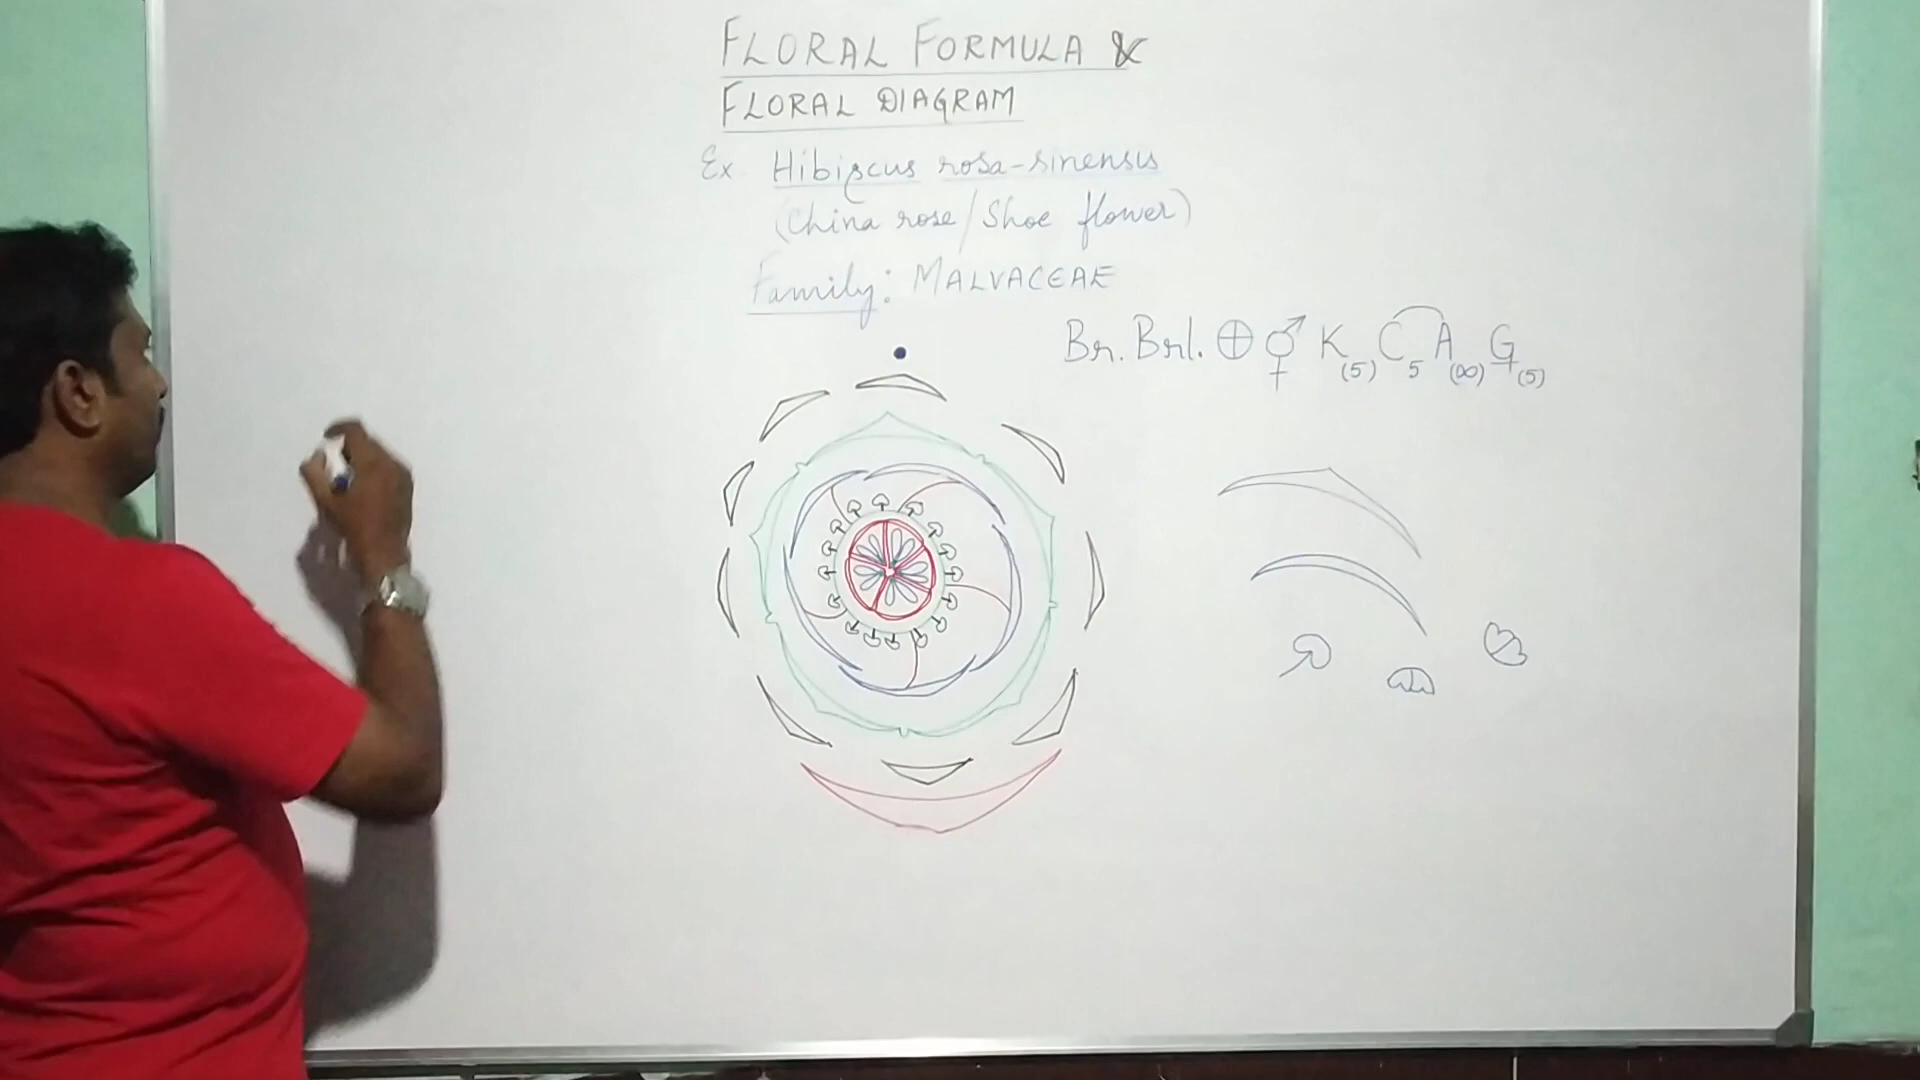 FLORAL FORMULA &
FLORAL DIAGRAM
Ex. Hibiscus rosa-sinensis
(China rose/Shoe flower)
Family: MALVACEAE
Br. Brl. ⊕ ⚥ K(5) C5 A(∞) G(5)